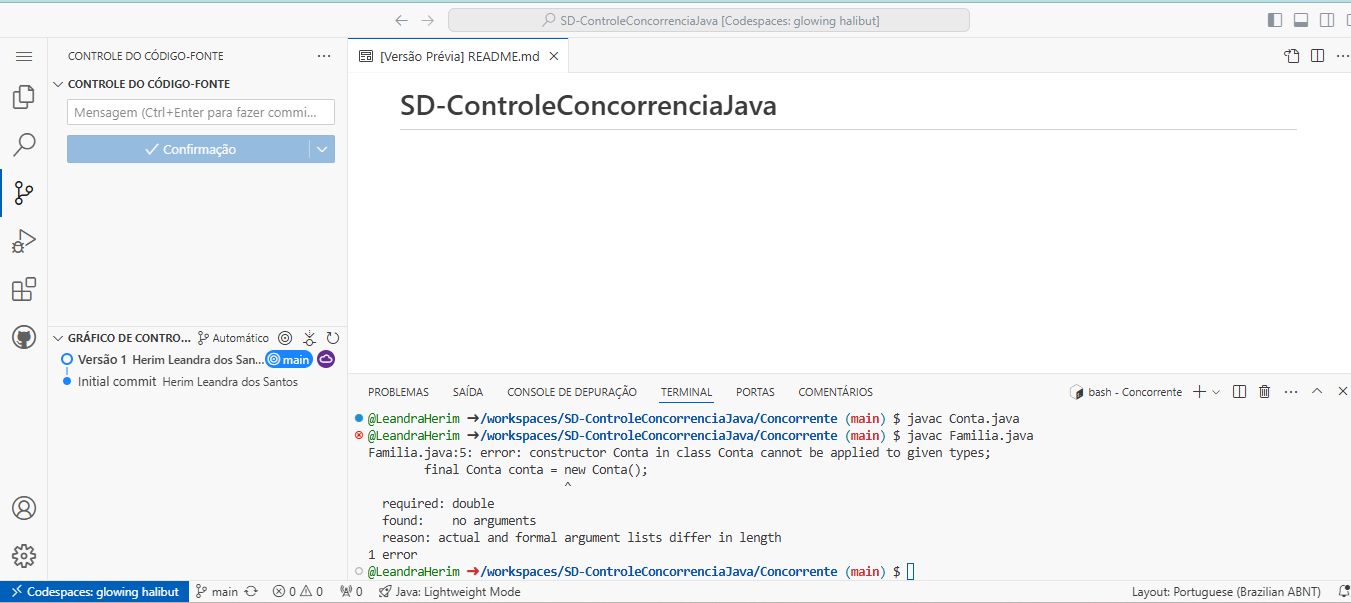 SD-ControleConcorrenciaJava [Codespaces: glowing halibut]
CONTROLE DO CÓDIGO-FONTE
CONTROLE DO CÓDIGO-FONTE
Mensagem (Ctrl+Enter para fazer commi...
Confirmação
GRÁFICO DE CONTRO...
Automático
Versão 1 Herim Leandra dos San... main
Initial commit Herim Leandra dos Santos
[Versão Prévia] README.md
SD-ControleConcorrenciaJava
PROBLEMAS SAÍDA CONSOLE DE DEPURAÇÃO TERMINAL PORTAS COMENTÁRIOS
bash - Concorrente
@LeandraHerim ➜/workspaces/SD-ControleConcorrenciaJava/Concorrente (main) $ javac Conta.java
@LeandraHerim ➜/workspaces/SD-ControleConcorrenciaJava/Concorrente (main) $ javac Familia.java
Familia.java:5: error: constructor Conta in class Conta cannot be applied to given types;
final Conta conta = new Conta();
^
required: double
found:    no arguments
reason: actual and formal argument lists differ in length
1 error
@LeandraHerim ➜/workspaces/SD-ControleConcorrenciaJava/Concorrente (main) $
Codespaces: glowing halibut
main
0 0
0
Java: Lightweight Mode
Layout: Portuguese (Brazilian ABNT)